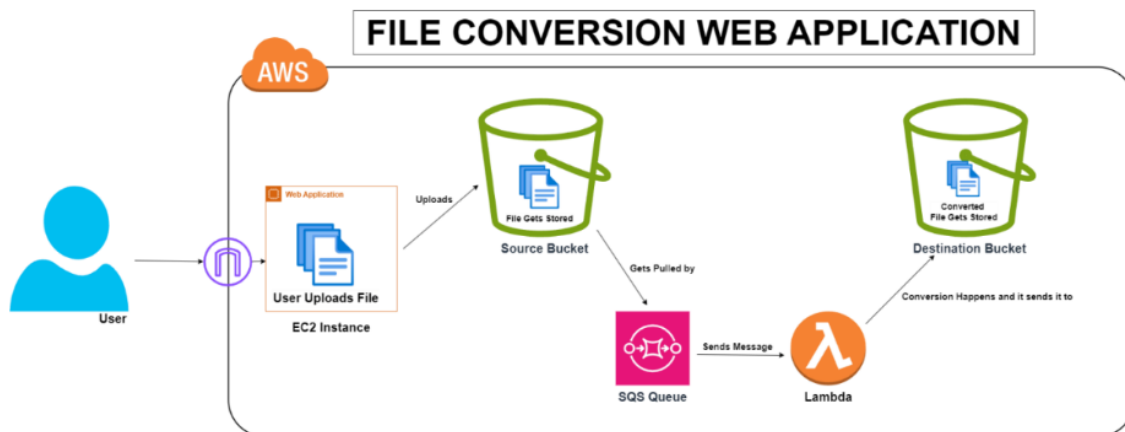 FILE CONVERSION WEB APPLICATION
AWS
Web Application
User Uploads File
EC2 Instance
User
Uploads
File Gets Stored
Source Bucket
Gets Pulled by
SQS Queue
Sends Message
Lambda
Conversion Happens and it sends it to
Converted
File Gets Stored
Destination Bucket